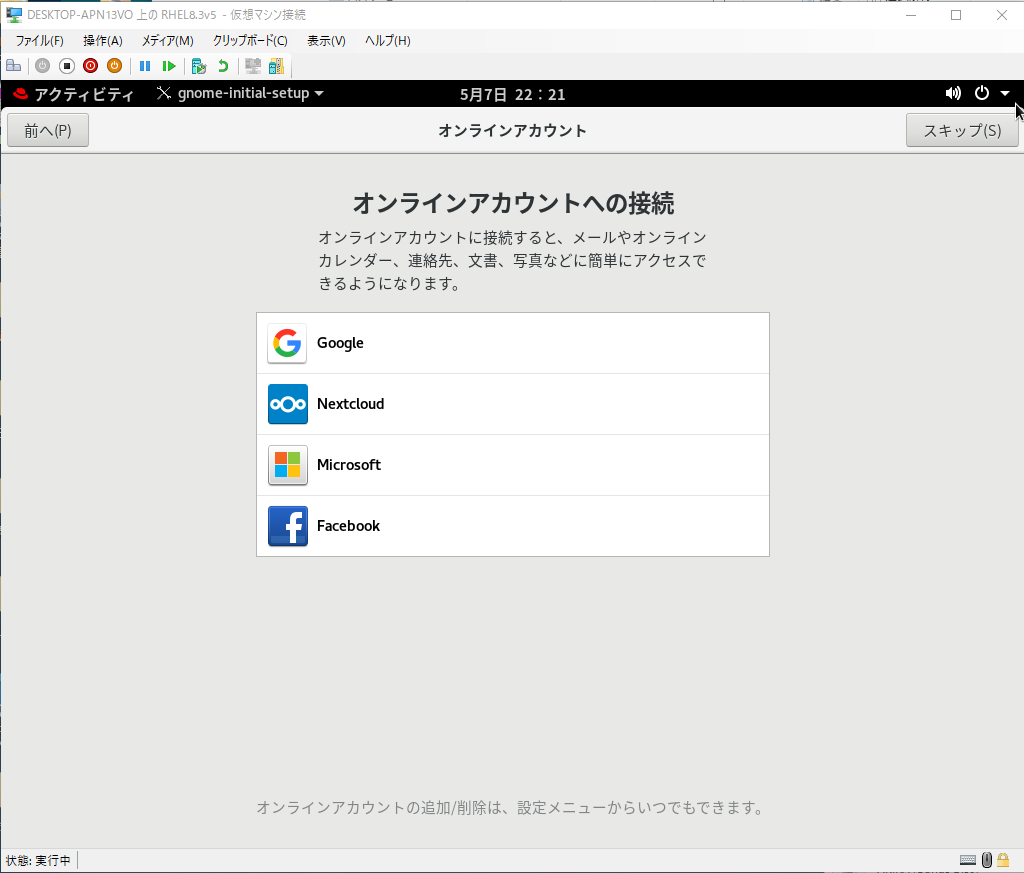 DESKTOP-APN13VO 上の RHEL8.3v5 - 仮想マシン接続
ファイル(F) 操作(A) メディア(M) クリップボード(C) 表示(V) ヘルプ(H)
アクティビティ gnome-initial-setup 5月7日 22：21
前へ(P) オンラインアカウント スキップ(S)
オンラインアカウントへの接続
オンラインアカウントに接続すると、メールやオンライン
カレンダー、連絡先、文書、写真などに簡単にアクセスで
きるようになります。
Google
Nextcloud
Microsoft
Facebook
オンラインアカウントの追加/削除は、設定メニューからいつでもできます。
状態: 実行中